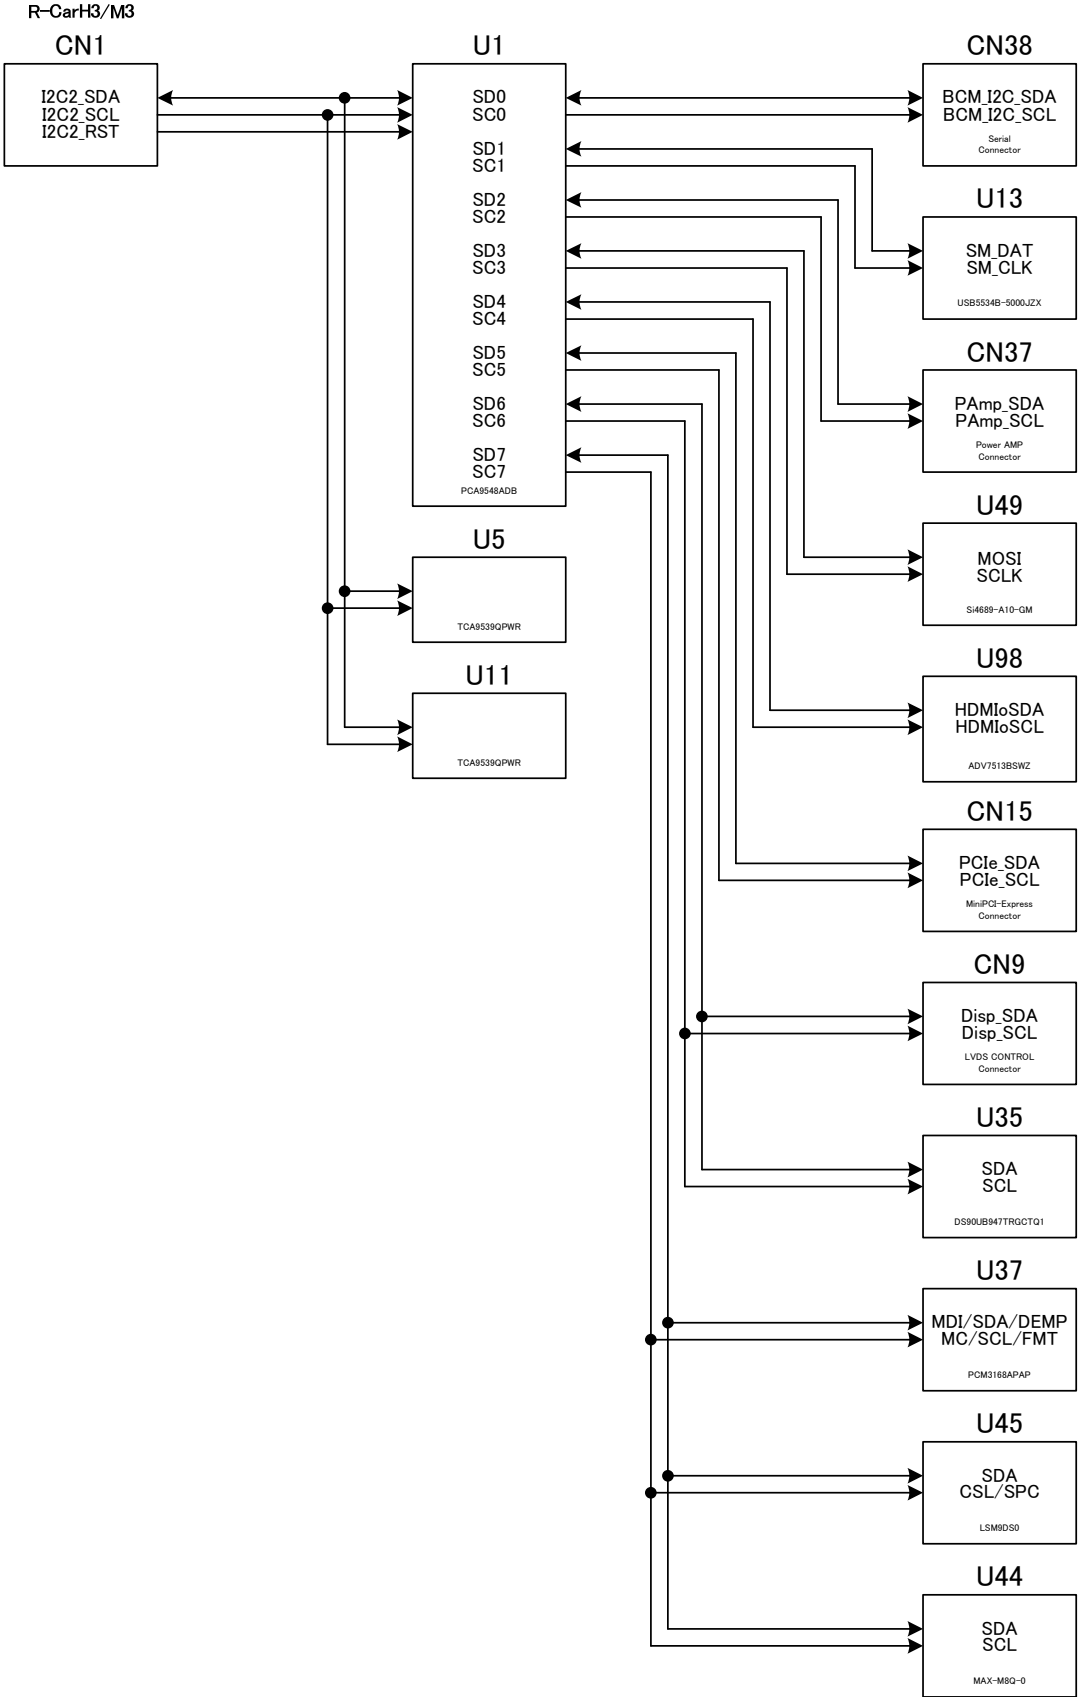 R-CarH3/M3
CN1
I2C2_SDA
I2C2_SCL
I2C2_RST
U1
SD0
SC0
SD1
SC1
SD2
SC2
SD3
SC3
SD4
SC4
SD5
SC5
SD6
SC6
SD7
SC7
PCA9548ADB
U5
TCA9539QPWR
U11
TCA9539QPWR
CN38
BCM_I2C_SDA
BCM_I2C_SCL
Serial
Connector
U13
SM_DAT
SM_CLK
USB5534B-5000JZX
CN37
PAmp_SDA
PAmp_SCL
Power AMP
Connector
U49
MOSI
SCLK
Si4689-A10-GM
U98
HDMIoSDA
HDMIoSCL
ADV7513BSWZ
CN15
PCIe_SDA
PCIe_SCL
MiniPCI-Express
Connector
CN9
Disp_SDA
Disp_SCL
LVDS CONTROL
Connector
U35
SDA
SCL
DS90UB947TRGCTQ1
U37
MDI/SDA/DEMP
MC/SCL/FMT
PCM3168APAP
U45
SDA
CSL/SPC
LSM9DS0
U44
SDA
SCL
MAX-M8Q-0